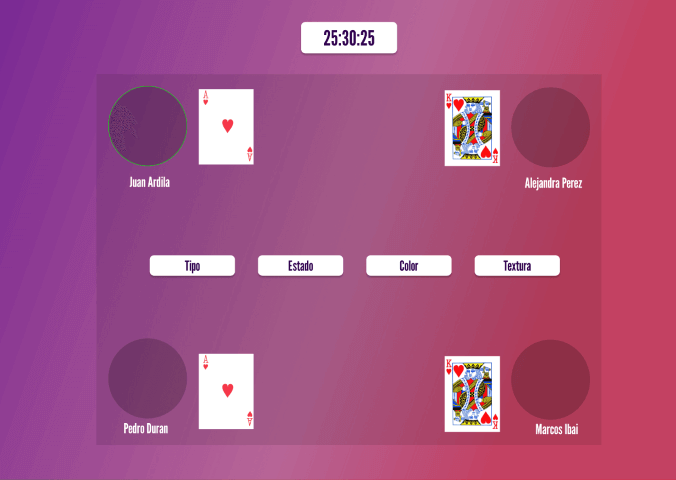 25:30:25
A
K
K
A
Juan Ardila
Alejandra Perez
Tipo
Estado
Color
Textura
A
K
A
K
Pedro Duran
Marcos Ibai